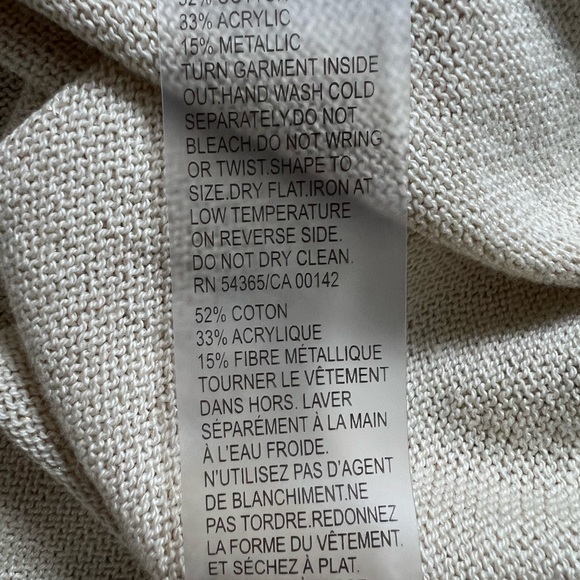 52% COTTON
33% ACRYLIC
15% METALLIC
TURN GARMENT INSIDE
OUT.HAND WASH COLD
SEPARATELY.DO NOT
BLEACH.DO NOT WRING
OR TWIST.SHAPE TO
SIZE.DRY FLAT.IRON AT
LOW TEMPERATURE
ON REVERSE SIDE.
DO NOT DRY CLEAN.
RN 54365/CA 00142
52% COTON
33% ACRYLIQUE
15% FIBRE MÉTALLIQUE
TOURNER LE VÊTEMENT
DANS HORS. LAVER
SÉPARÉMENT À LA MAIN
À L'EAU FROIDE.
N'UTILISEZ PAS D'AGENT
DE BLANCHIMENT.NE
PAS TORDRE.REDONNEZ
LA FORME DU VÊTEMENT.
ET SÉCHEZ À PLAT.